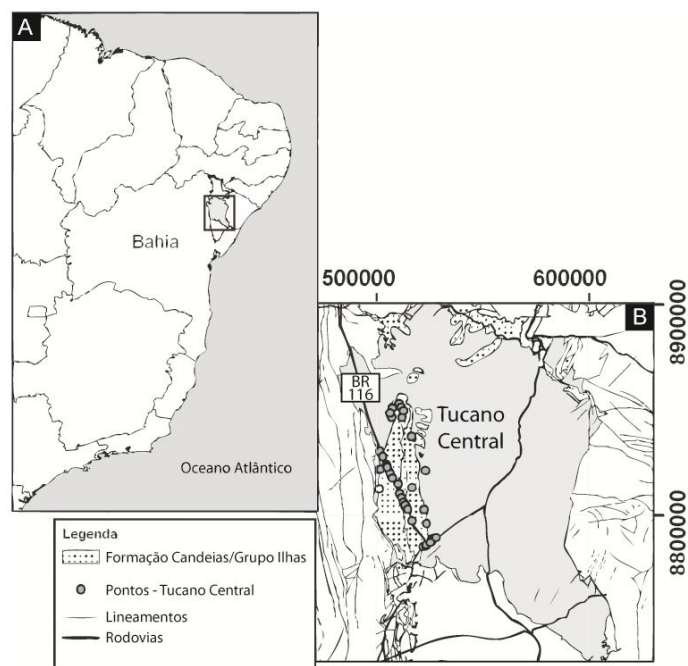 A
Bahia
Oceano Atlântico
500000
600000
B
8900000
BR
116
Tucano
Central
8800000
Legenda
Formação Candeias/Grupo Ilhas
Pontos - Tucano Central
Lineamentos
Rodovias